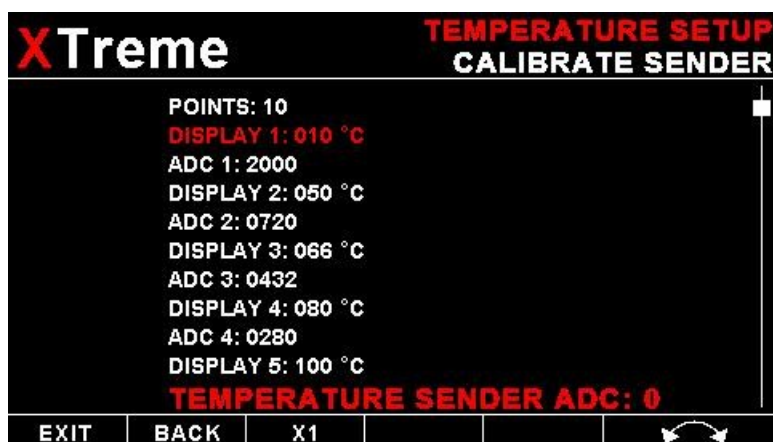 XTreme
TEMPERATURE SETUP
CALIBRATE SENDER
POINTS: 10
DISPLAY 1: 010 °C
ADC 1: 2000
DISPLAY 2: 050 °C
ADC 2: 0720
DISPLAY 3: 066 °C
ADC 3: 0432
DISPLAY 4: 080 °C
ADC 4: 0280
DISPLAY 5: 100 °C
TEMPERATURE SENDER ADC: 0
EXIT BACK X1